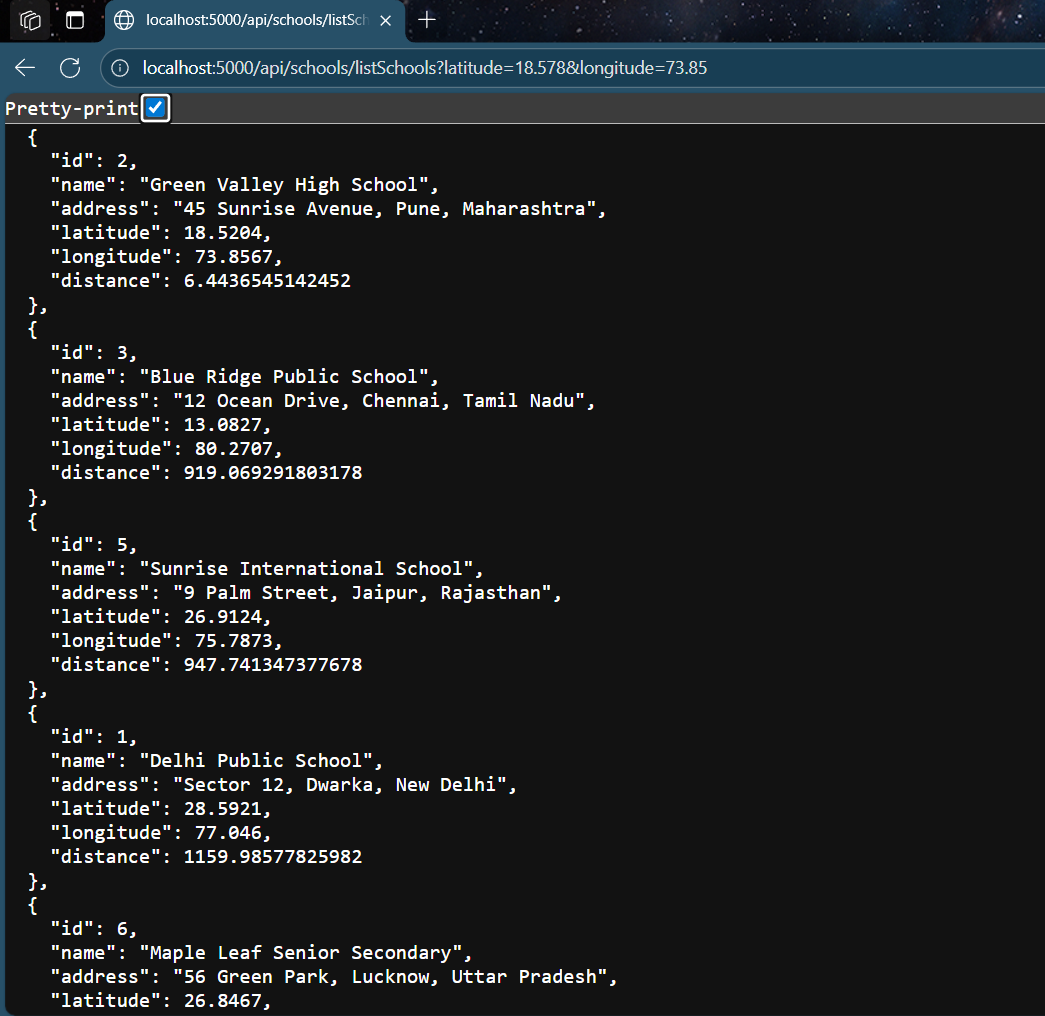 localhost:5000/api/schools/listSch
localhost:5000/api/schools/listSchools?latitude=18.578&longitude=73.85
Pretty-print
{
"id": 2,
"name": "Green Valley High School",
"address": "45 Sunrise Avenue, Pune, Maharashtra",
"latitude": 18.5204,
"longitude": 73.8567,
"distance": 6.4436545142452
},
{
"id": 3,
"name": "Blue Ridge Public School",
"address": "12 Ocean Drive, Chennai, Tamil Nadu",
"latitude": 13.0827,
"longitude": 80.2707,
"distance": 919.069291803178
},
{
"id": 5,
"name": "Sunrise International School",
"address": "9 Palm Street, Jaipur, Rajasthan",
"latitude": 26.9124,
"longitude": 75.7873,
"distance": 947.741347377678
},
{
"id": 1,
"name": "Delhi Public School",
"address": "Sector 12, Dwarka, New Delhi",
"latitude": 28.5921,
"longitude": 77.046,
"distance": 1159.98577825982
},
{
"id": 6,
"name": "Maple Leaf Senior Secondary",
"address": "56 Green Park, Lucknow, Uttar Pradesh",
"latitude": 26.8467,